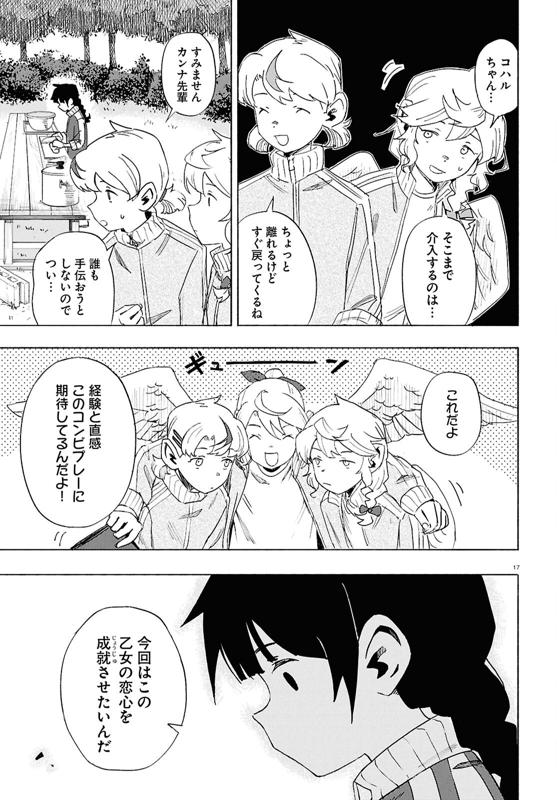 コハル
ちゃん…
そこまで
介入するのは…
ちょっと
離れるけど
すぐ戻ってくるね
すみません
カンナ先輩
誰も
手伝おうと
しないので
つい…
ギューーー
これだよ
経験と直感
このコンビプレーに
期待してるんだよ！
17
今回はこの
乙女の恋心を
成就させたいんだ
じょうじゅ